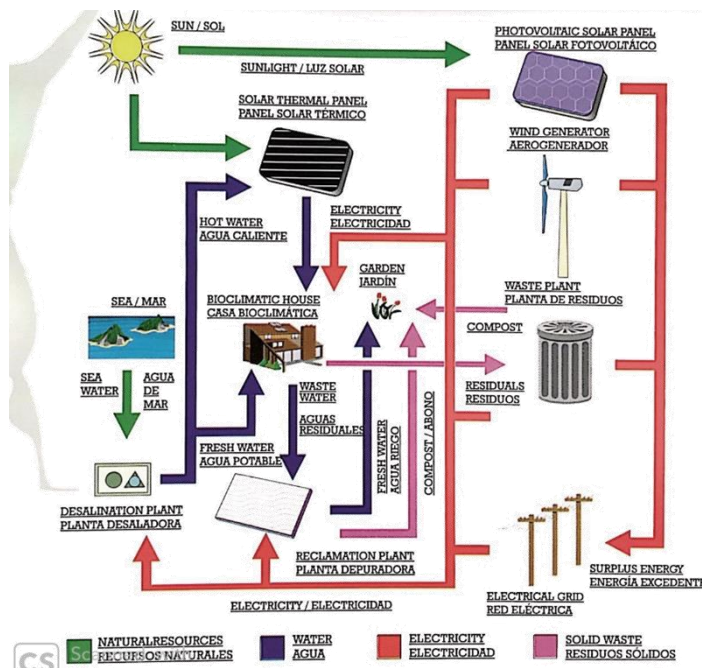 SUN / SOL
SUNLIGHT / LUZ SOLAR
PHOTOVOLTAIC SOLAR PANEL
PANEL SOLAR FOTOVOLTÁICO
SOLAR THERMAL PANEL
PANEL SOLAR TÉRMICO
WIND GENERATOR
AEROGENERADOR
HOT WATER
AGUA CALIENTE
ELECTRICITY
ELECTRICIDAD
GARDEN
JARDÍN
WASTE PLANT
PLANTA DE RESIDUOS
SEA / MAR
BIOCLIMATIC HOUSE
CASA BIOCLIMÁTICA
COMPOST
SEA
WATER
AGUA
DE
MAR
WASTE
WATER
AGUAS
RESIDUALES
RESIDUALS
RESIDUOS
FRESH WATER
AGUA POTABLE
FRESH WATER
AGUA RIEGO
COMPOST / ABONO
DESALINATION PLANT
PLANTA DESALADORA
RECLAMATION PLANT
PLANTA DEPURADORA
SURPLUS ENERGY
ENERGÍA EXCEDENTE
ELECTRICAL GRID
RED ELÉCTRICA
ELECTRICITY / ELECTRICIDAD
NATURAL RESOURCES
RECURSOS NATURALES
WATER
AGUA
ELECTRICITY
ELECTRICIDAD
SOLID WASTE
RESIDUOS SÓLIDOS
CS